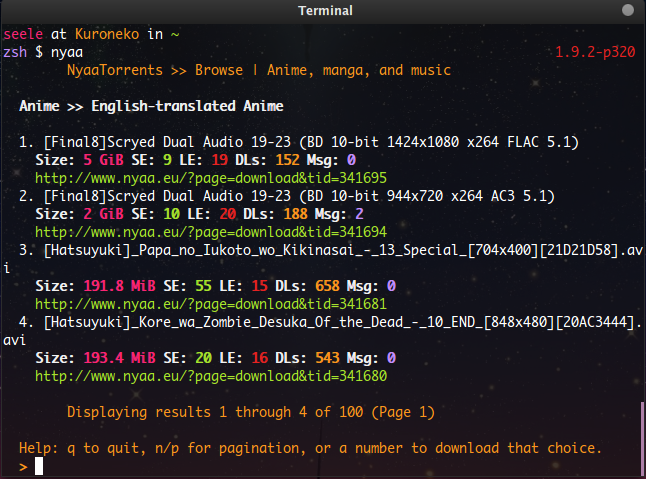 Terminal
seele at Kuroneko in ~
zsh $ nyaa 1.9.2-p320
NyaaTorrents >> Browse | Anime, manga, and music
Anime >> English-translated Anime
1. [Final8]Scryed Dual Audio 19-23 (BD 10-bit 1424x1080 x264 FLAC 5.1)
Size: 5 GiB SE: 9 LE: 19 DLs: 152 Msg: 0
http://www.nyaa.eu/?page=download&tid=341695
2. [Final8]Scryed Dual Audio 19-23 (BD 10-bit 944x720 x264 AC3 5.1)
Size: 2 GiB SE: 10 LE: 20 DLs: 188 Msg: 2
http://www.nyaa.eu/?page=download&tid=341694
3. [Hatsuyuki]_Papa_no_Iukoto_wo_Kikinasai_-_13_Special_[704x400][21D21D58].av
i
Size: 191.8 MiB SE: 55 LE: 15 DLs: 658 Msg: 0
http://www.nyaa.eu/?page=download&tid=341681
4. [Hatsuyuki]_Kore_wa_Zombie_Desuka_Of_the_Dead_-_10_END_[848x480][20AC3444].
avi
Size: 193.4 MiB SE: 20 LE: 16 DLs: 543 Msg: 0
http://www.nyaa.eu/?page=download&tid=341680
Displaying results 1 through 4 of 100 (Page 1)
Help: q to quit, n/p for pagination, or a number to download that choice.
>